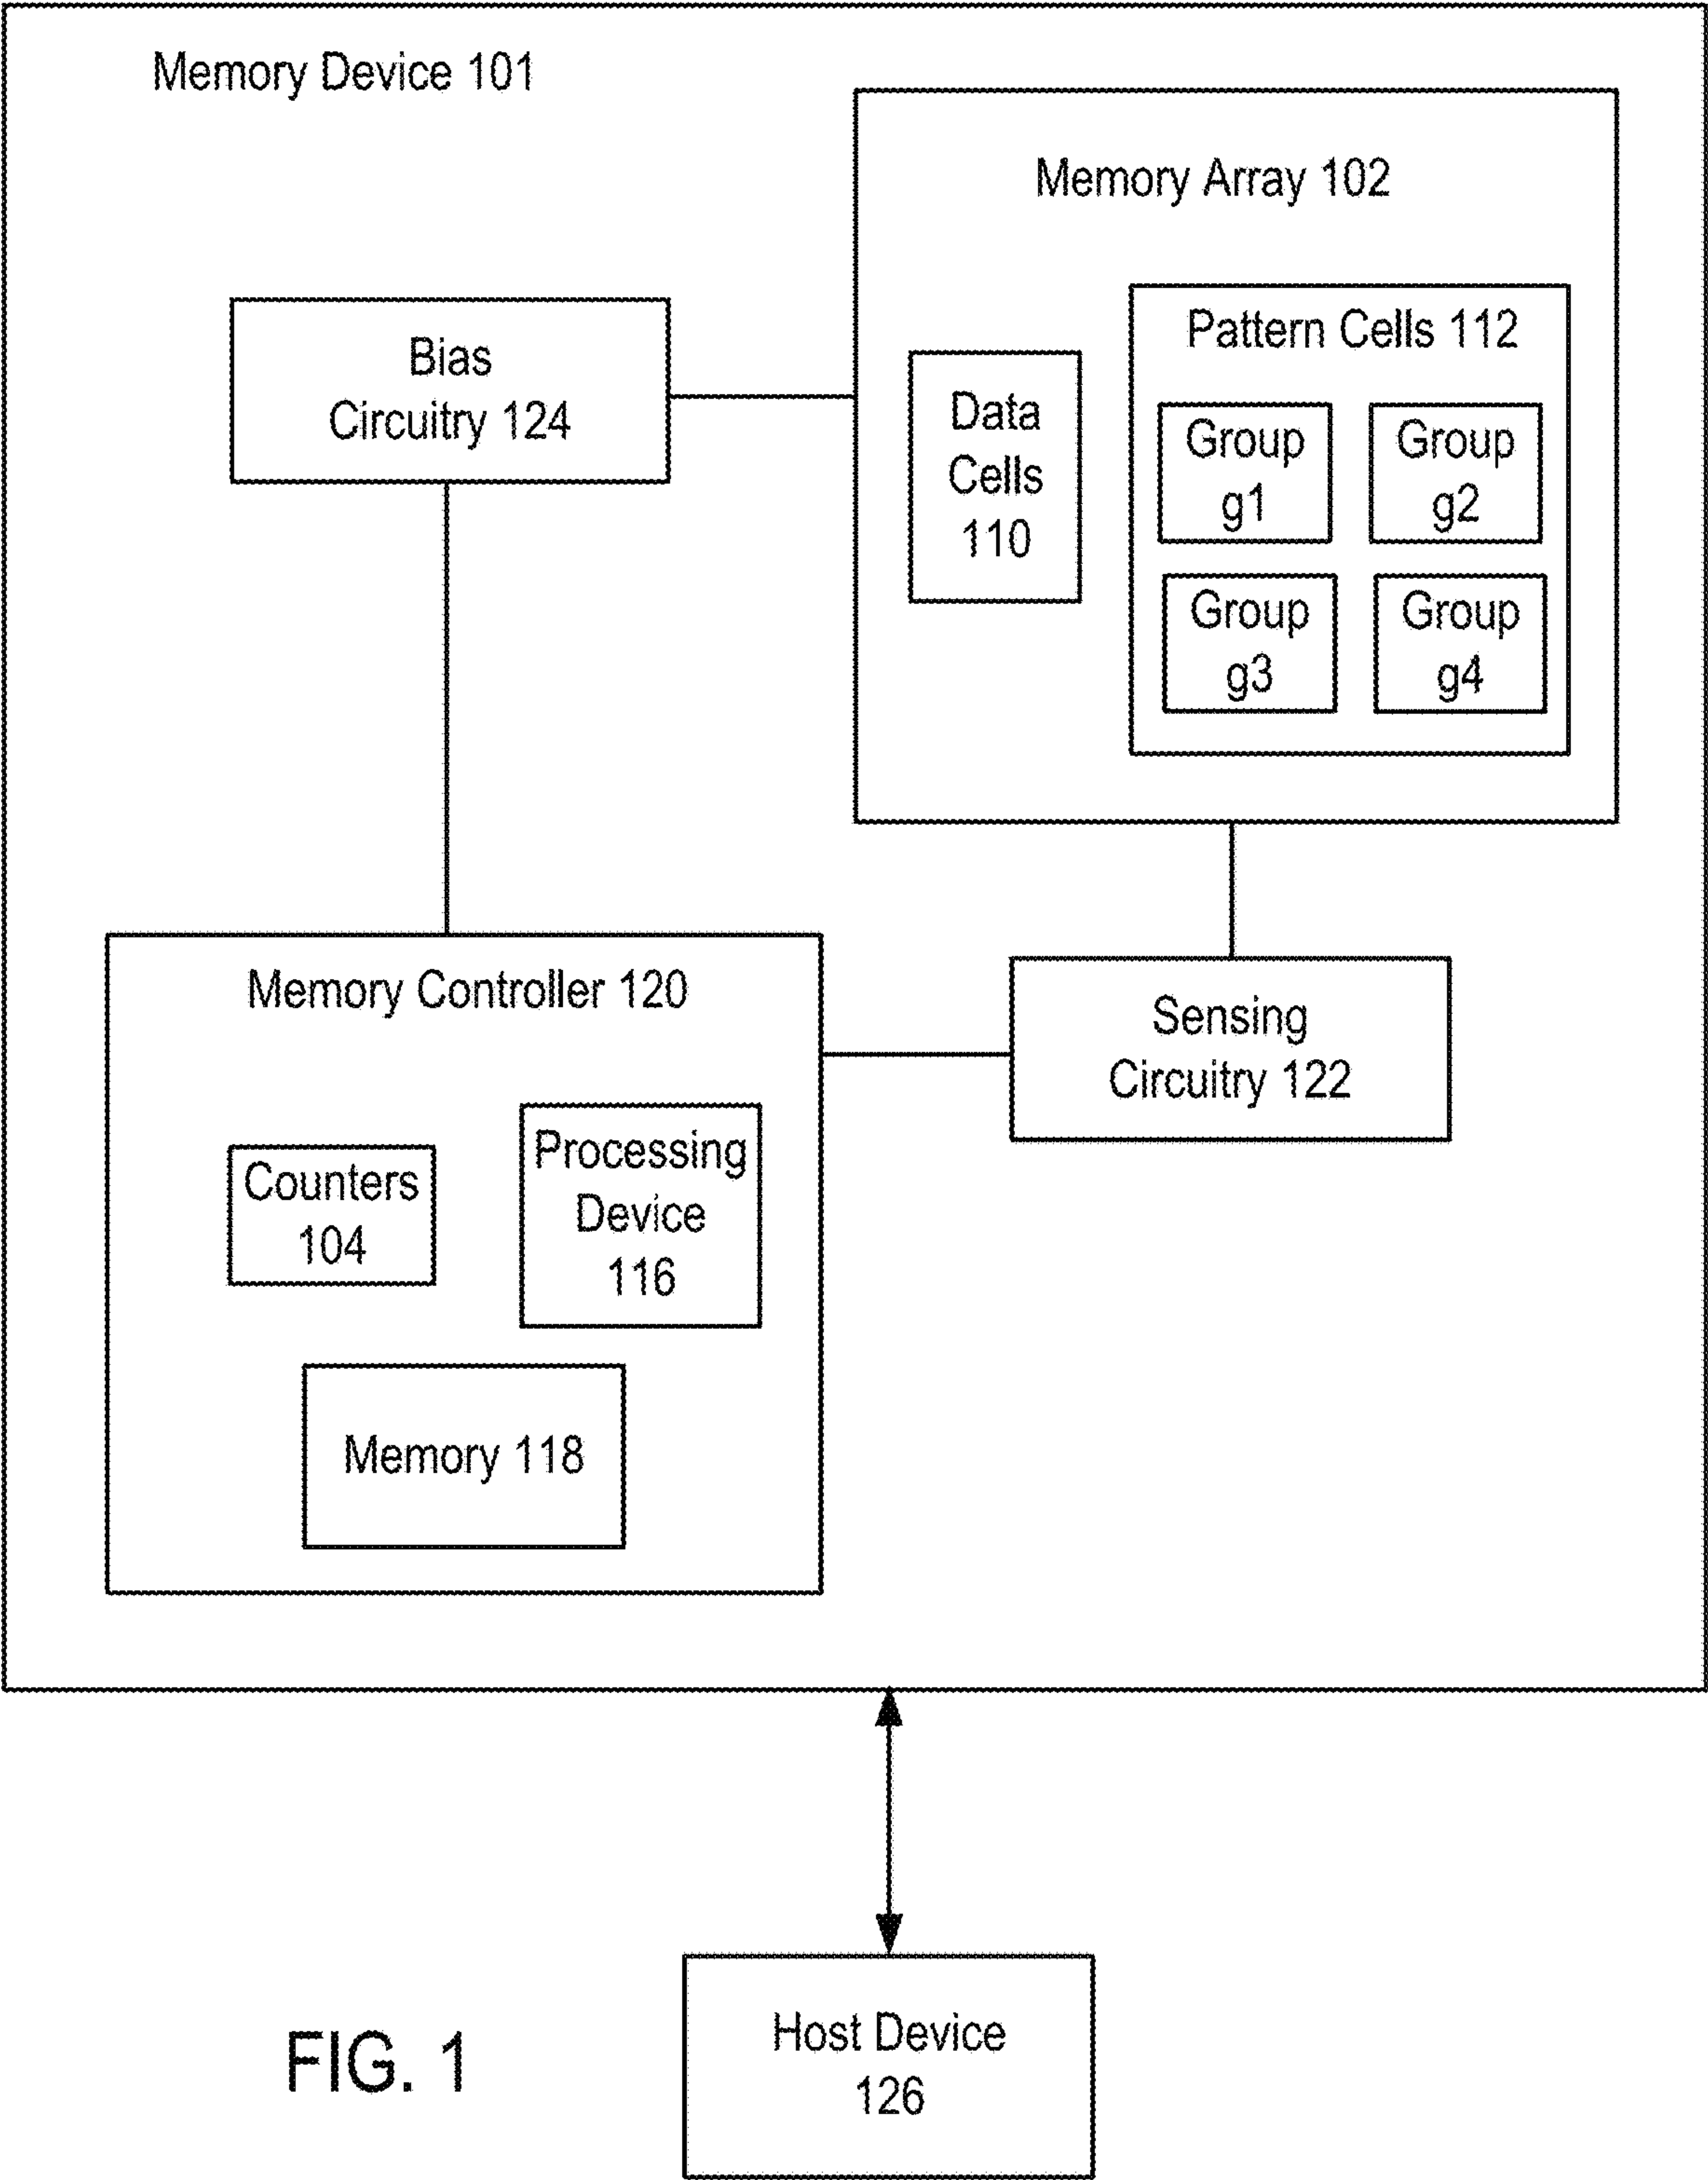 Memory Device 101
Memory Array 102
Bias
Circuitry 124
Data
Cells
110
Pattern Cells 112
Group
g1
Group
g2
Group
g3
Group
g4
Memory Controller 120
Counters
104
Processing
Device
116
Memory 118
Sensing
Circuitry 122
Host Device
126
FIG. 1